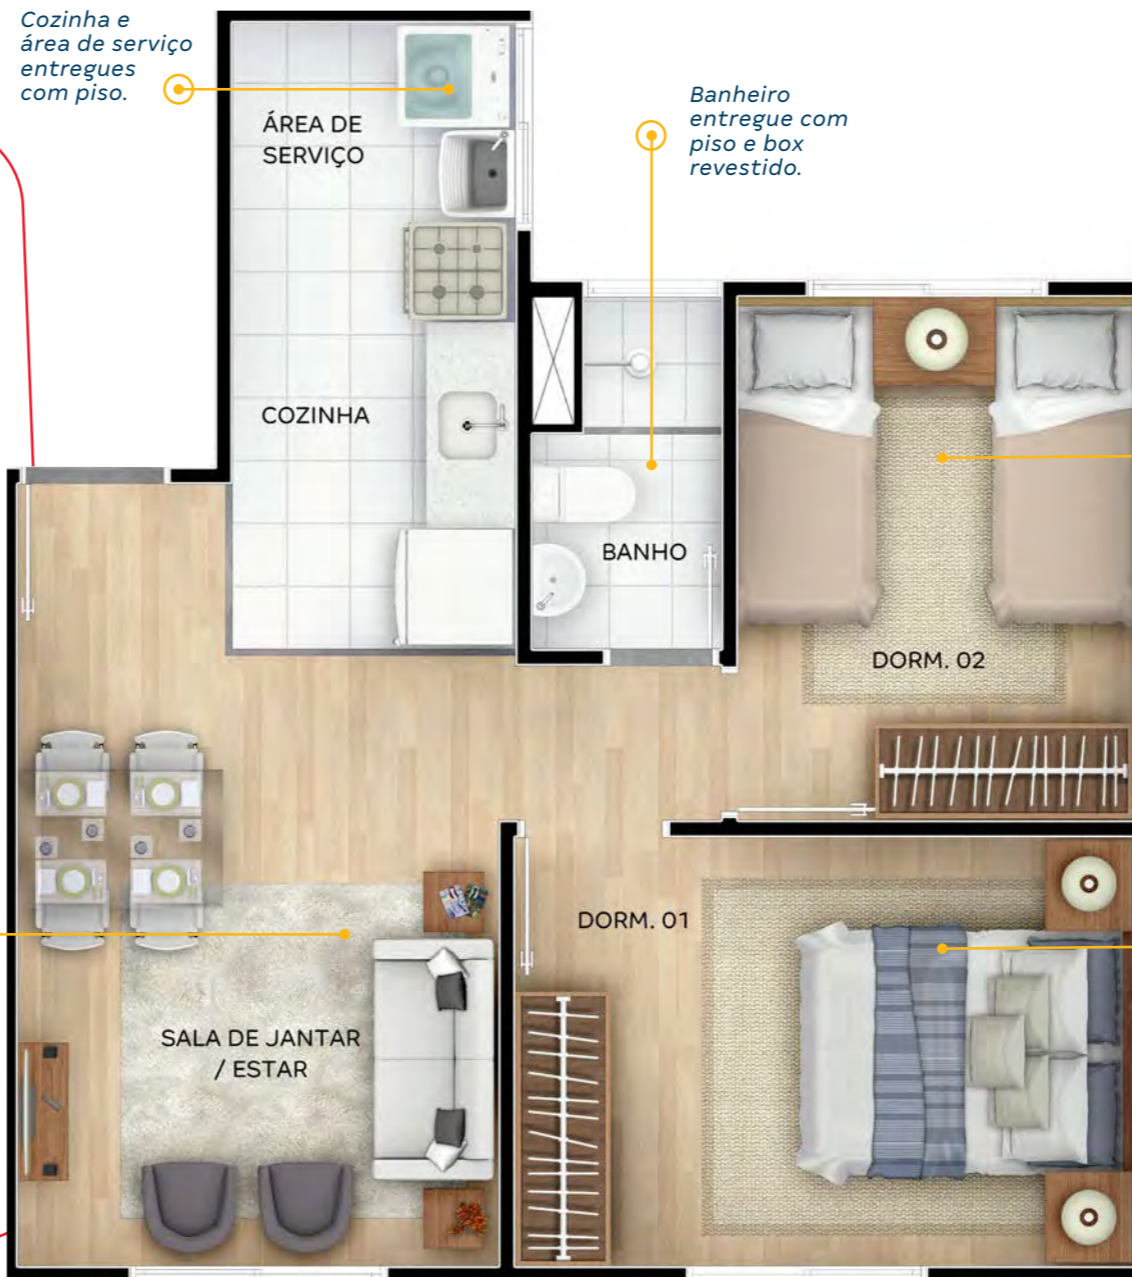 Cozinha e
área de serviço
entregues
com piso.
Banheiro
entregue com
piso e box
revestido.
ÁREA DE
SERVIÇO
COZINHA
BANHO
DORM. 02
DORM. 01
SALA DE JANTAR
/ ESTAR